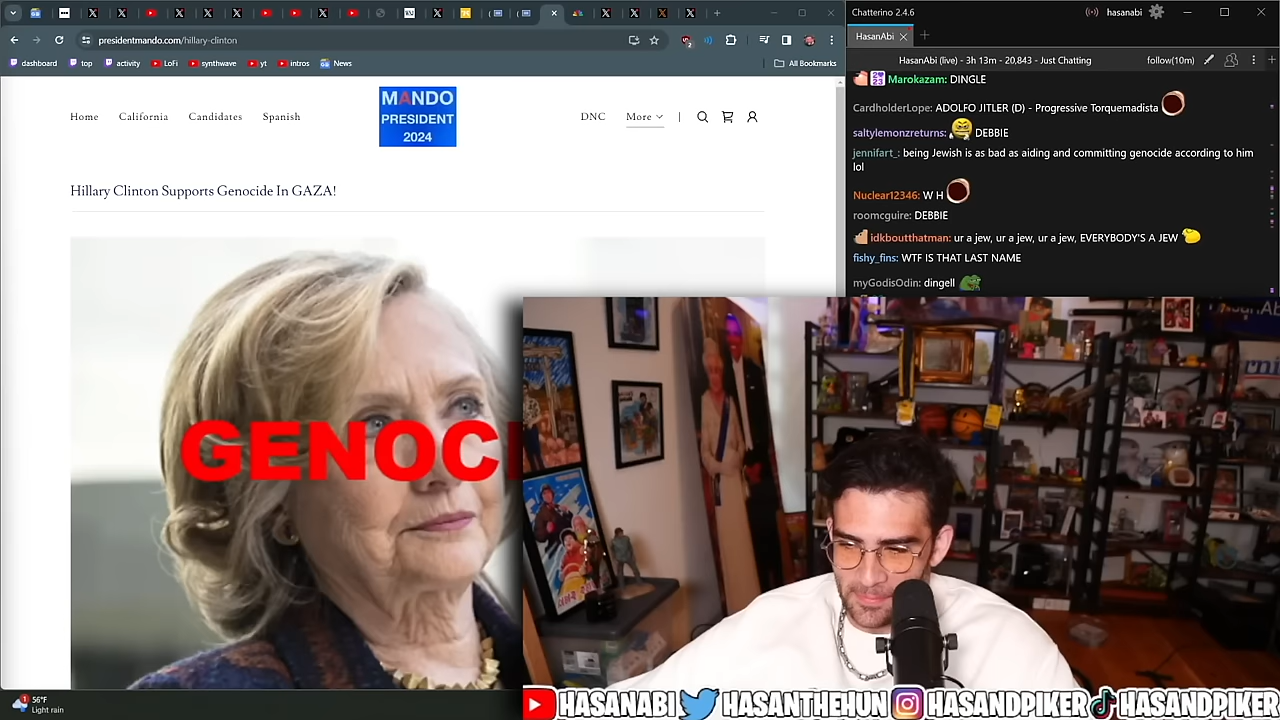 presidentmando.com/hillary-clinton
dashboard top activity LoFi synthwave yt intros News All Bookmarks
Home California Candidates Spanish
MANDO
PRESIDENT
2024
DNC More
Hillary Clinton Supports Genocide In GAZA!
GENOCI
56°F
Light rain
Chatterino 2.4.6
hasanabi
HasanAbi
HasanAbi (live) - 3h 13m - 20,843 - Just Chatting
follow(10m)
Marokazam: DINGLE
CardholderLope: ADOLFO JITLER (D) - Progressive Torquemadista
saltylemonzreturns: DEBBIE
jennifart_: being Jewish is as bad as aiding and committing genocide according to him
lol
Nuclear12346: W H
roomcguire: DEBBIE
idkboutthatman: ur a jew, ur a jew, ur a jew, EVERYBODY'S A JEW
fishy_fins: WTF IS THAT LAST NAME
myGodisOdin: dingell
HASANABI HASANTHEHUN HASANDPIKER HASANDPIKER